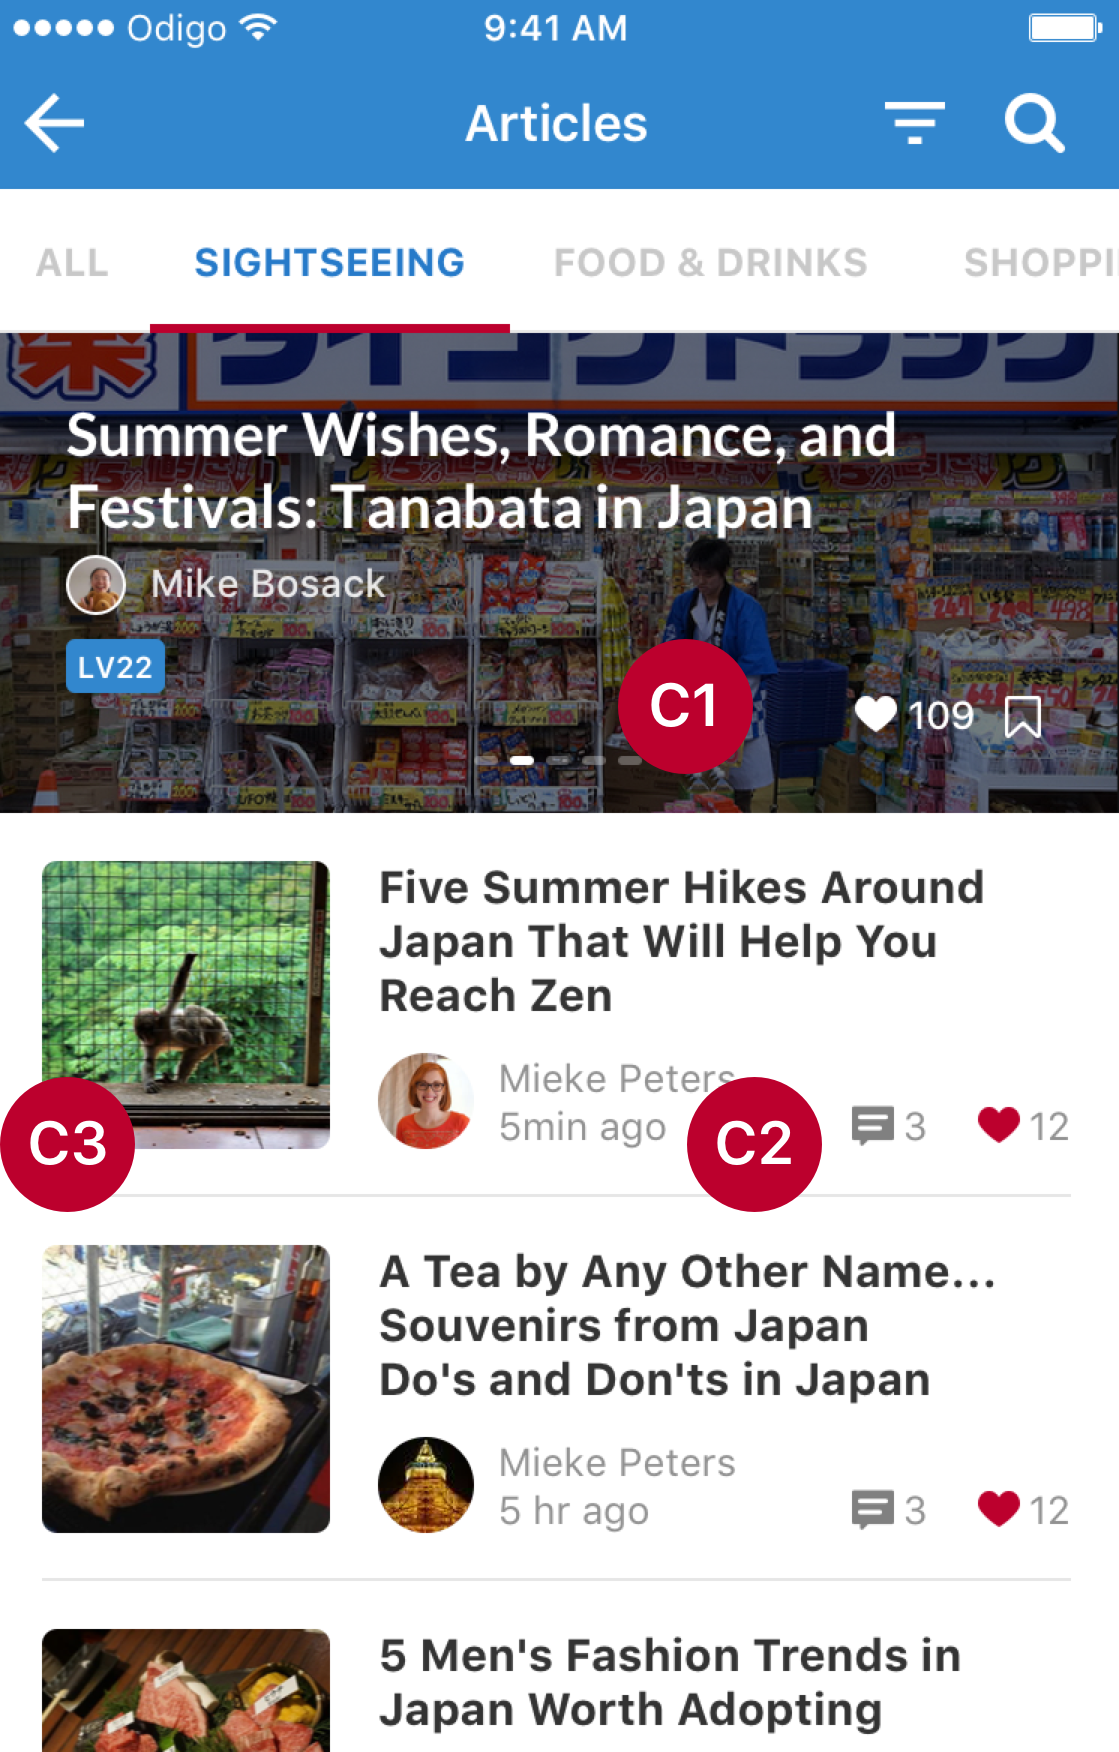 Odigo
9:41 AM
Articles
ALL
SIGHTSEEING
FOOD & DRINKS
SHOPPI
Summer Wishes, Romance, and
Festivals: Tanabata in Japan
Mike Bosack
LV22
C1
109
Five Summer Hikes Around
Japan That Will Help You
Reach Zen
Mieke Peters
5min ago
3
12
C3
C2
A Tea by Any Other Name...
Souvenirs from Japan
Do's and Don'ts in Japan
Mieke Peters
5 hr ago
3
12
5 Men's Fashion Trends in
Japan Worth Adopting